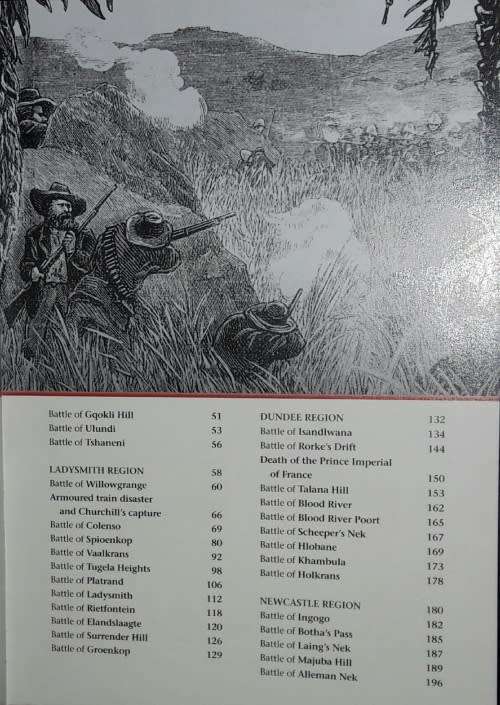 Battle of Gqokli Hill 51
Battle of Ulundi 53
Battle of Tshaneni 56
LADYSMITH REGION 58
Battle of Willowgrange 60
Armoured train disaster
and Churchill's capture 66
Battle of Colenso 69
Battle of Spioenkop 80
Battle of Vaalkrans 92
Battle of Tugela Heights 98
Battle of Platrand 106
Battle of Ladysmith 112
Battle of Rietfontein 118
Battle of Elandslaagte 120
Battle of Surrender Hill 126
Battle of Groenkop 129
DUNDEE REGION 132
Battle of Isandlwana 134
Battle of Rorke's Drift 144
Death of the Prince Imperial
of France 150
Battle of Talana Hill 153
Battle of Blood River 162
Battle of Blood River Poort 165
Battle of Scheeper's Nek 167
Battle of Hlobane 169
Battle of Khambula 173
Battle of Holkrans 178
NEWCASTLE REGION 180
Battle of Ingogo 182
Battle of Botha's Pass 185
Battle of Laing's Nek 187
Battle of Majuba Hill 189
Battle of Alleman Nek 196